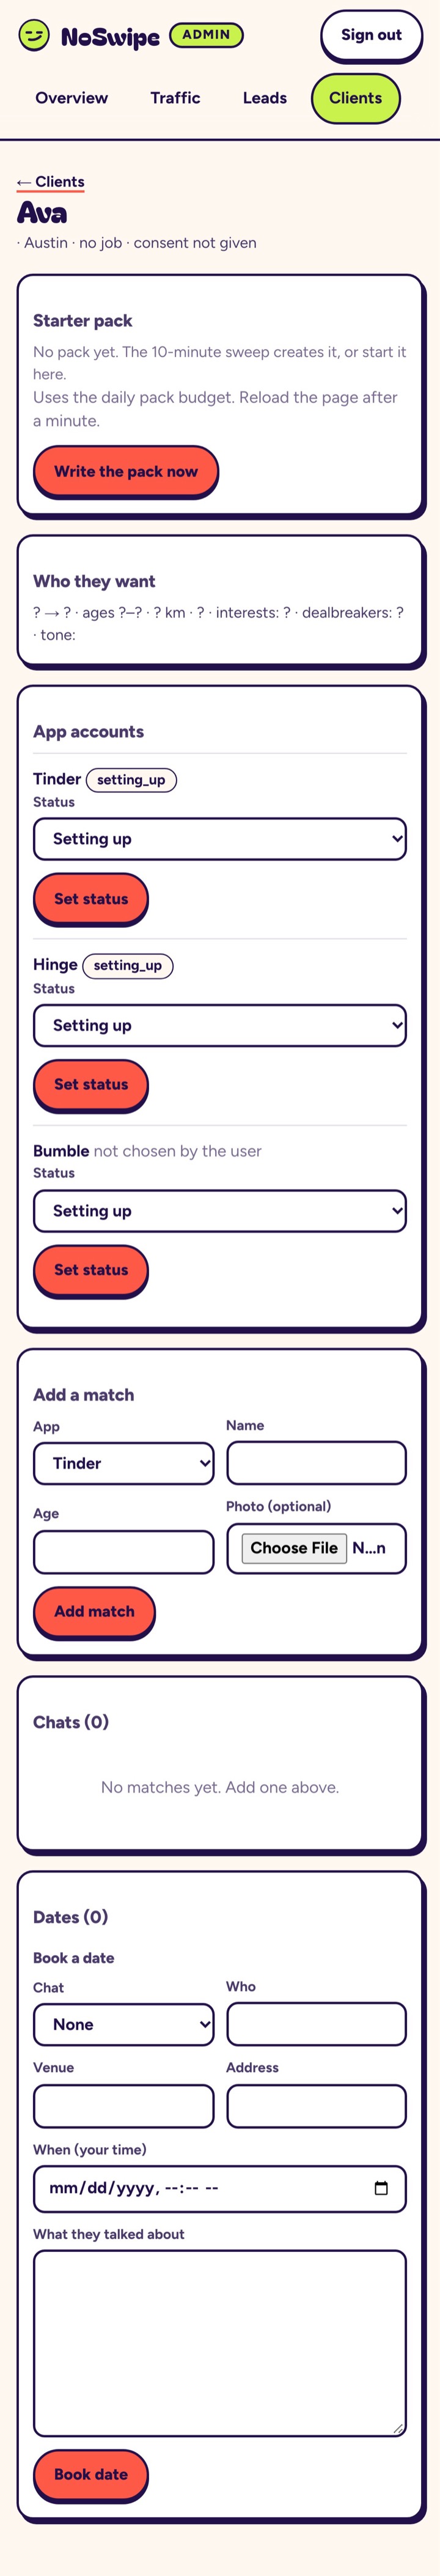 NoSwipe ADMIN Sign out
Overview Traffic Leads Clients
← Clients
Ava
· Austin · no job · consent not given
Starter pack
No pack yet. The 10-minute sweep creates it, or start it
here.
Uses the daily pack budget. Reload the page after
a minute.
Write the pack now
Who they want
? → ? · ages ?–? · ? km · ? · interests: ? · dealbreakers: ?
· tone:
App accounts
Tinder setting_up
Status
Setting up
Set status
Hinge setting_up
Status
Setting up
Set status
Bumble not chosen by the user
Status
Setting up
Set status
Add a match
App Name
Tinder
Age Photo (optional)
Choose File N...n
Add match
Chats (0)
No matches yet. Add one above.
Dates (0)
Book a date
Chat Who
None
Venue Address
When (your time)
mm/dd/yyyy, --:-- --
What they talked about
Book date